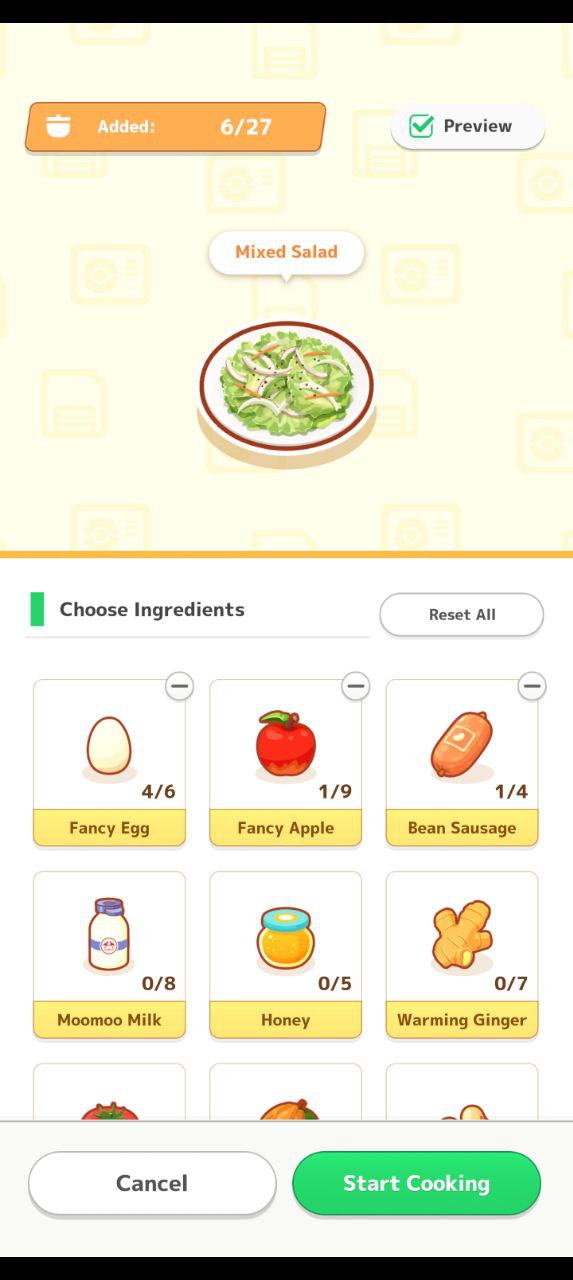 Added: 6/27
Preview
Mixed Salad
Choose Ingredients
Reset All
4/6
1/9
1/4
Fancy Egg
Fancy Apple
Bean Sausage
0/8
0/5
0/7
Moomoo Milk
Honey
Warming Ginger
Cancel
Start Cooking